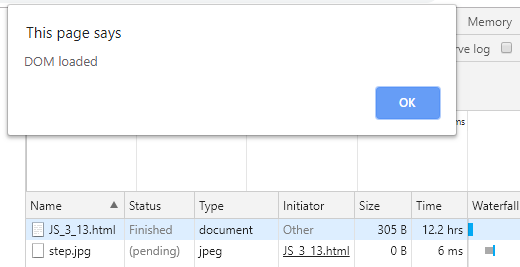 This page says
DOM loaded
OK
Memory
rve log
ms
Name Status Type Initiator Size Time Waterfall
JS_3_13.html Finished document Other 305 B 12.2 hrs
step.jpg (pending) jpeg JS_3_13.html 0 B 6 ms